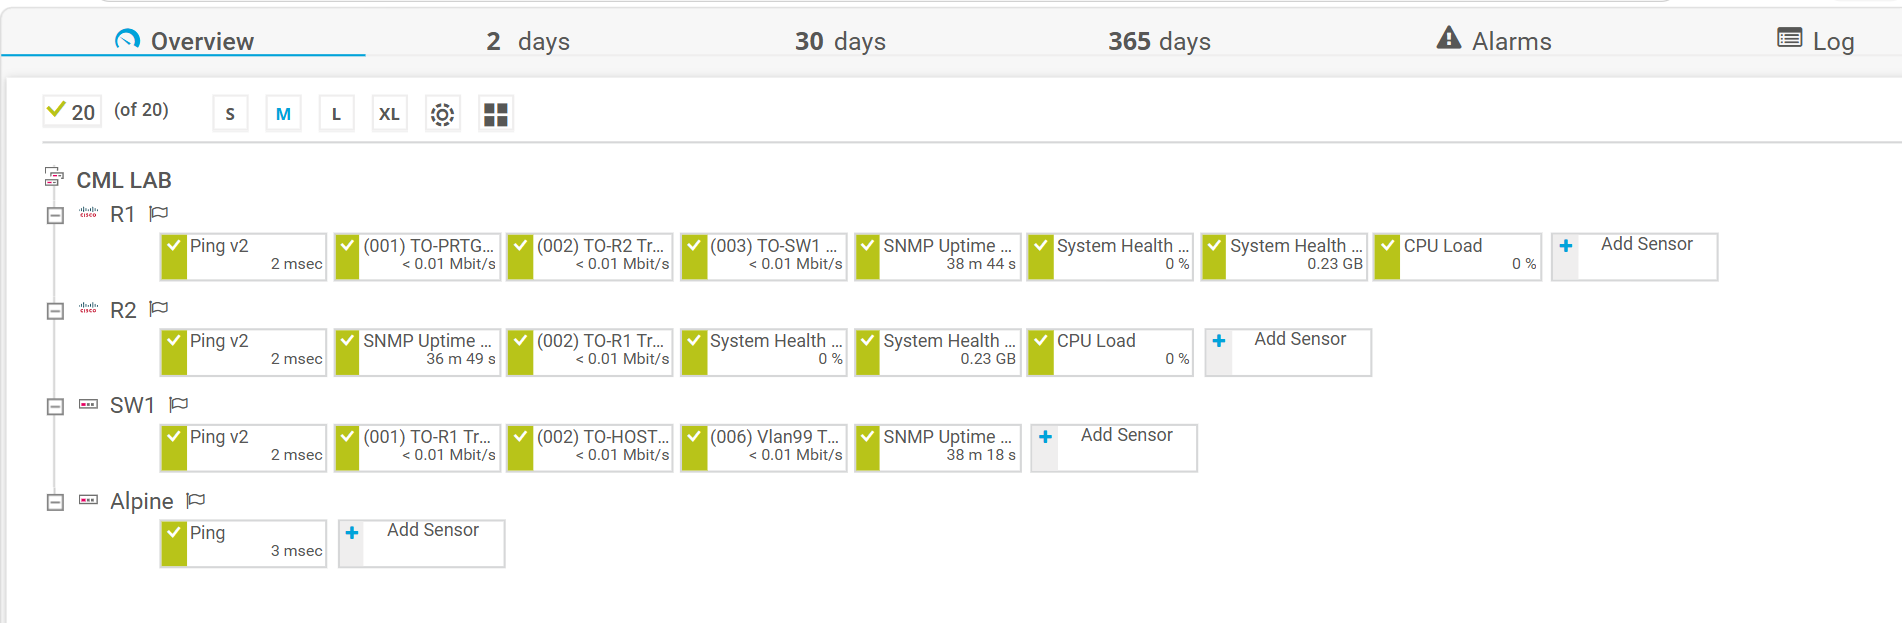 Overview 2 days 30 days 365 days Alarms Log
20 (of 20) S M L XL
CML LAB
CISCO R1
Ping v2 (001) TO-PRTG... (002) TO-R2 Tr... (003) TO-SW1 ... SNMP Uptime ... System Health ... System Health ... CPU Load Add Sensor
2 msec < 0.01 Mbit/s < 0.01 Mbit/s < 0.01 Mbit/s 38 m 44 s 0 % 0.23 GB 0 %
CISCO R2
Ping v2 SNMP Uptime ... (002) TO-R1 Tr... System Health ... System Health ... CPU Load Add Sensor
2 msec 36 m 49 s < 0.01 Mbit/s 0 % 0.23 GB 0 %
SW1
Ping v2 (001) TO-R1 Tr... (002) TO-HOST... (006) Vlan99 T... SNMP Uptime ... Add Sensor
2 msec < 0.01 Mbit/s < 0.01 Mbit/s < 0.01 Mbit/s 38 m 18 s
Alpine
Ping Add Sensor
3 msec